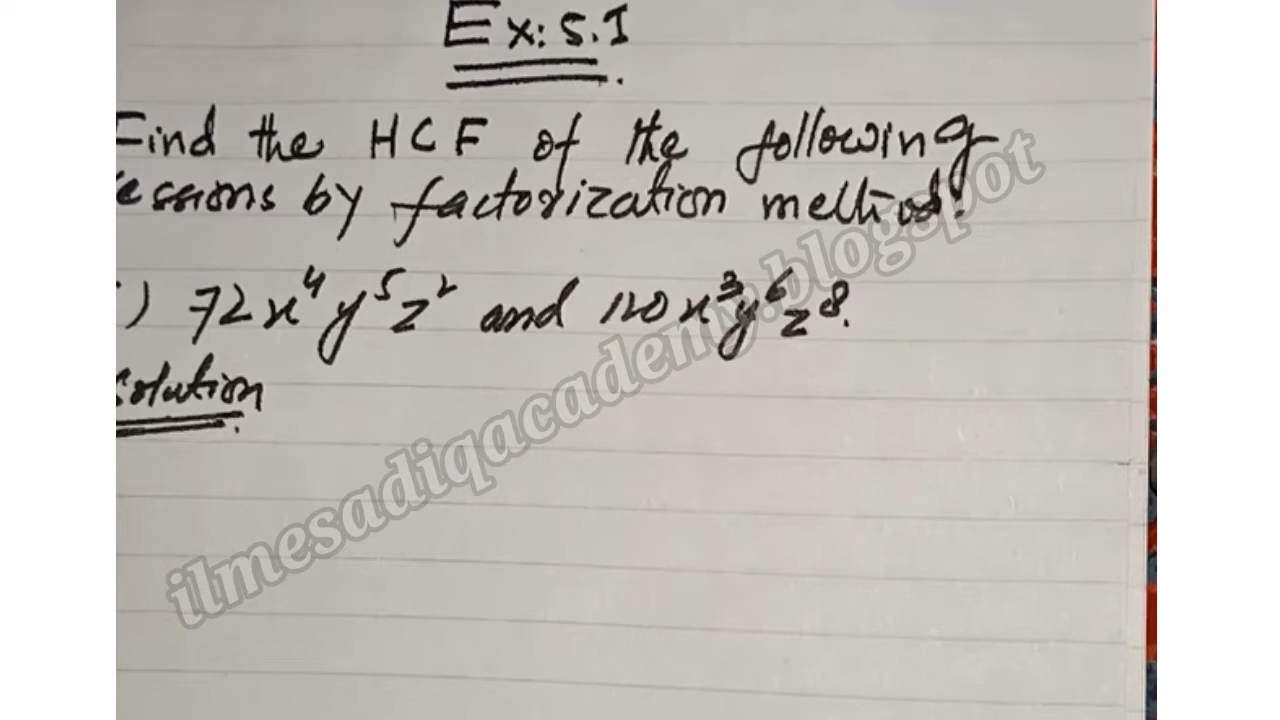 Ex: 5.1
Find the HCF of the following
essions by factorization method!
) 72x⁴y⁵z² and 120x³y⁶z⁸.
Solution
ilmesadiqacademy.blogspot